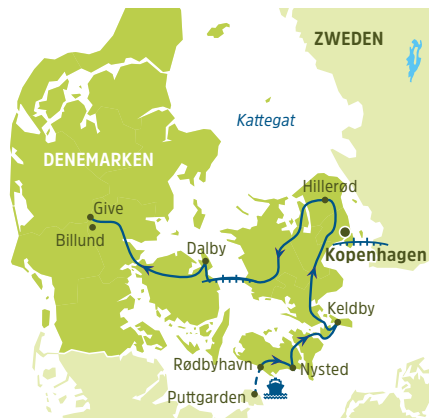 ZWEDEN
Kattegat
DENEMARKEN
Hillerød
Give
Billund
Dalby
Kopenhagen
Keldby
Rødbyhavn
Nysted
Puttgarden